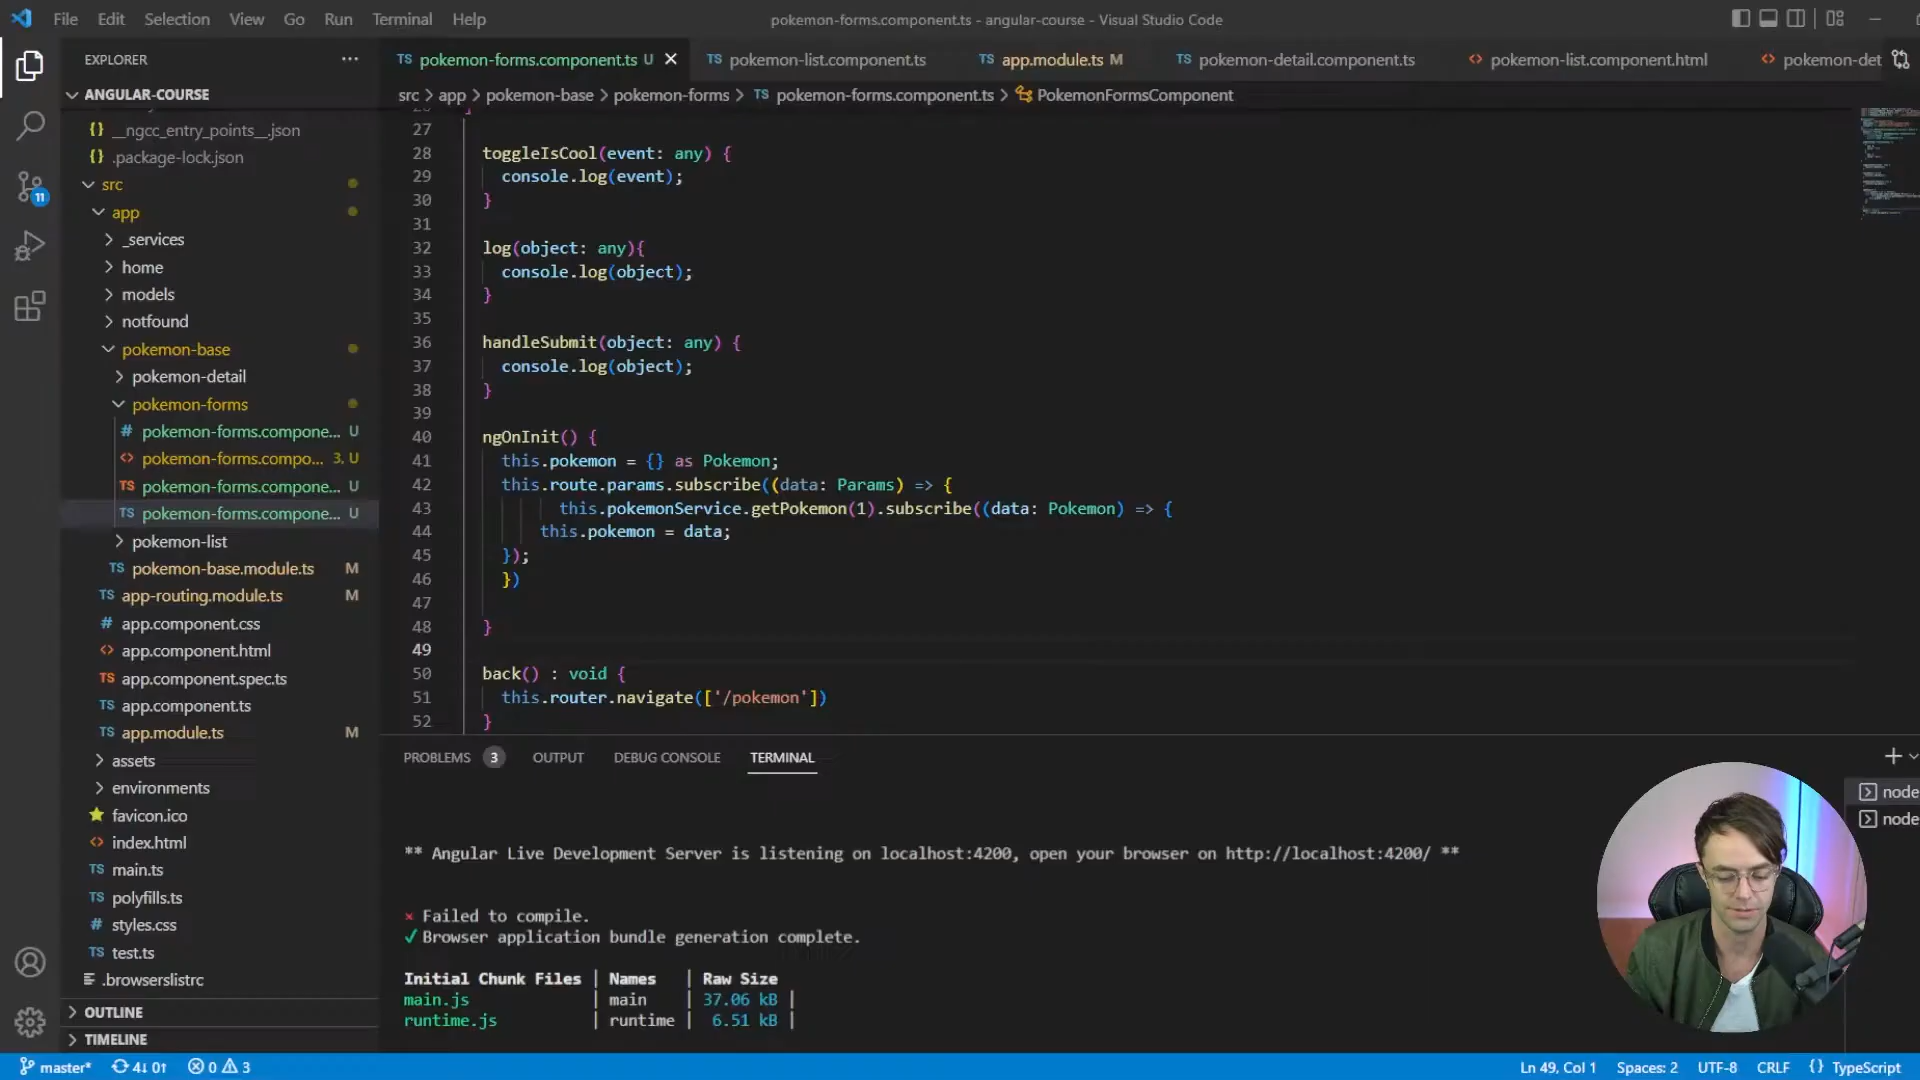 File Edit Selection View Go Run Terminal Help
pokemon-forms.component.ts - angular-course - Visual Studio Code
EXPLORER
ANGULAR-COURSE
{} __ngcc_entry_points__.json
{} .package-lock.json
src
app
_services
home
models
notfound
pokemon-base
pokemon-detail
pokemon-forms
# pokemon-forms.compone... U
<> pokemon-forms.compo... 3, U
TS pokemon-forms.compone... U
TS pokemon-forms.compone... U
pokemon-list
TS pokemon-base.module.ts M
TS app-routing.module.ts M
# app.component.css
<> app.component.html
TS app.component.spec.ts
TS app.component.ts
TS app.module.ts M
assets
environments
favicon.ico
<> index.html
TS main.ts
TS polyfills.ts
# styles.css
TS test.ts
.browserslistrc
OUTLINE
TIMELINE
11
TS pokemon-forms.component.ts U
TS pokemon-list.component.ts
TS app.module.ts M
TS pokemon-detail.component.ts
<> pokemon-list.component.html
<> pokemon-det
src > app > pokemon-base > pokemon-forms > TS pokemon-forms.component.ts > PokemonFormsComponent
27
28 toggleIsCool(event: any) {
29 console.log(event);
30 }
31
32 log(object: any){
33 console.log(object);
34 }
35
36 handleSubmit(object: any) {
37 console.log(object);
38 }
39
40 ngOnInit() {
41 this.pokemon = {} as Pokemon;
42 this.route.params.subscribe((data: Params) => {
43 this.pokemonService.getPokemon(1).subscribe((data: Pokemon) => {
44 this.pokemon = data;
45 });
46 })
47
48 }
49
50 back() : void {
51 this.router.navigate(['/pokemon'])
52 }
PROBLEMS 3 OUTPUT DEBUG CONSOLE TERMINAL
node
node
** Angular Live Development Server is listening on localhost:4200, open your browser on http://localhost:4200/ **
× Failed to compile.
✓ Browser application bundle generation complete.
Initial Chunk Files | Names | Raw Size
main.js | main | 37.06 kB |
runtime.js | runtime | 6.51 kB |
master* 4↓ 0↑ 0 3
Ln 49, Col 1 Spaces: 2 UTF-8 CRLF {} TypeScript